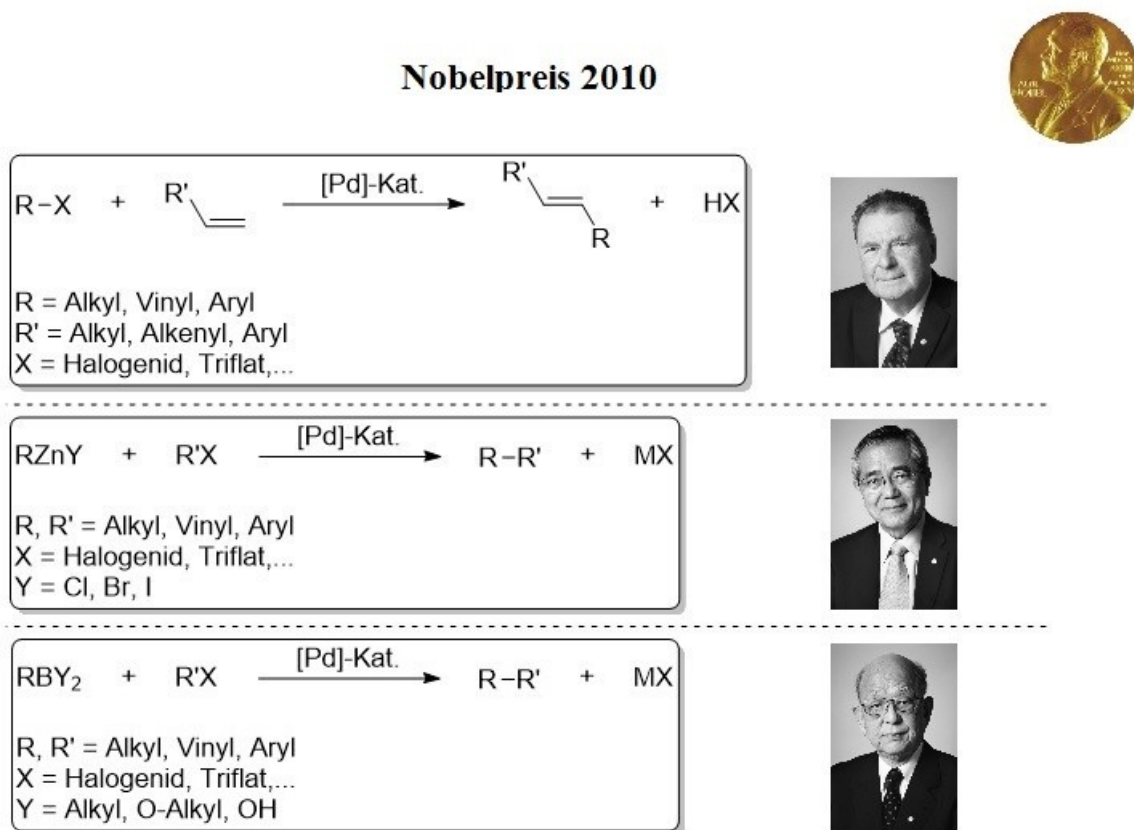 Nobelpreis 2010
R-X + R' [Pd]-Kat. R' R + HX
R = Alkyl, Vinyl, Aryl
R' = Alkyl, Alkenyl, Aryl
X = Halogenid, Triflat,...
RZnY + R'X [Pd]-Kat. R-R' + MX
R, R' = Alkyl, Vinyl, Aryl
X = Halogenid, Triflat,...
Y = Cl, Br, I
RBY₂ + R'X [Pd]-Kat. R-R' + MX
R, R' = Alkyl, Vinyl, Aryl
X = Halogenid, Triflat,...
Y = Alkyl, O-Alkyl, OH